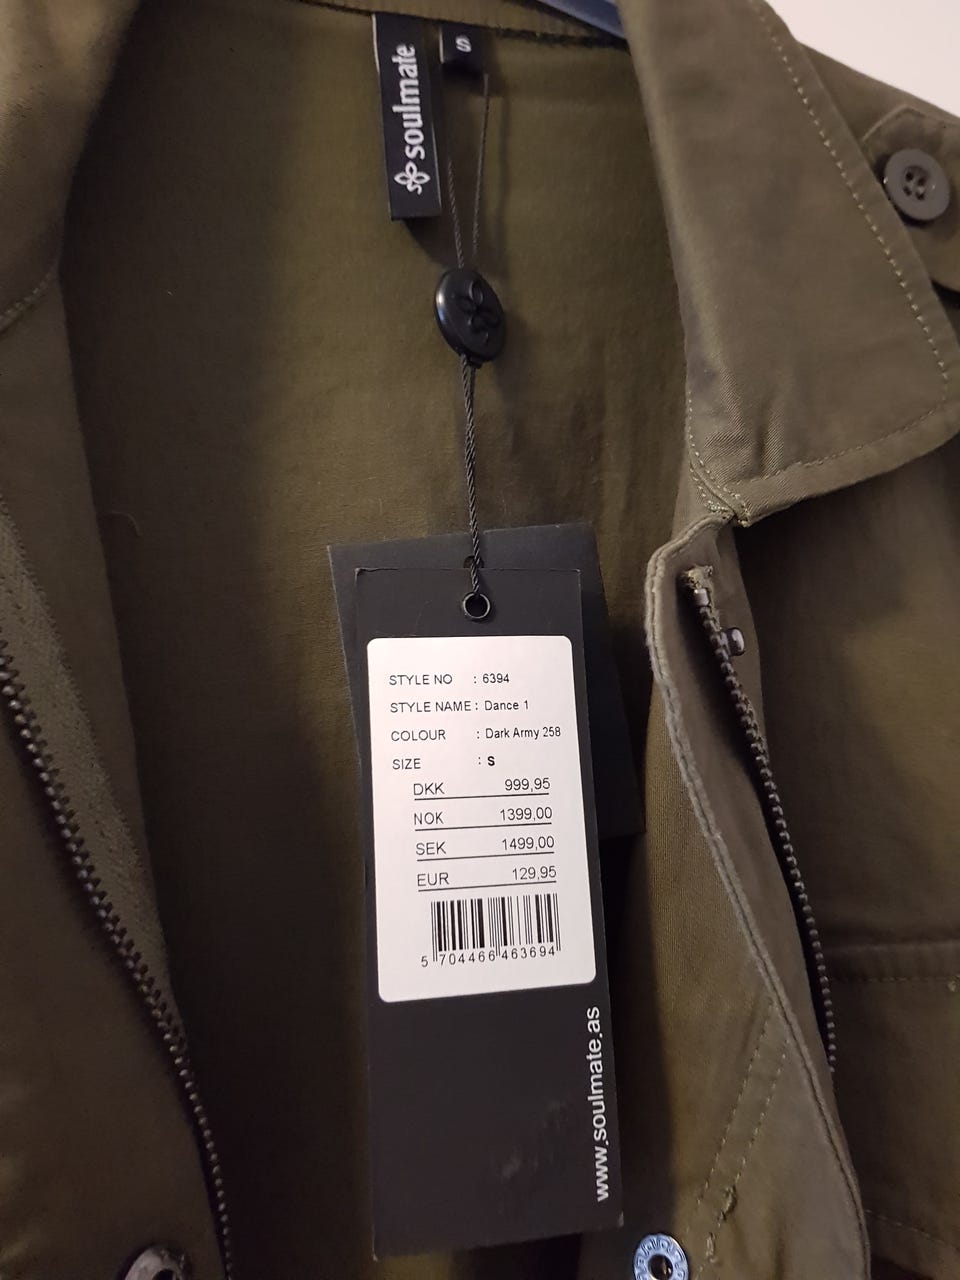 soulmate
S
STYLE NO : 6394
STYLE NAME : Dance 1
COLOUR : Dark Army 258
SIZE : S
DKK 999,95
NOK 1399,00
SEK 1499,00
EUR 129,95
5 704466 463694
www.soulmate.as